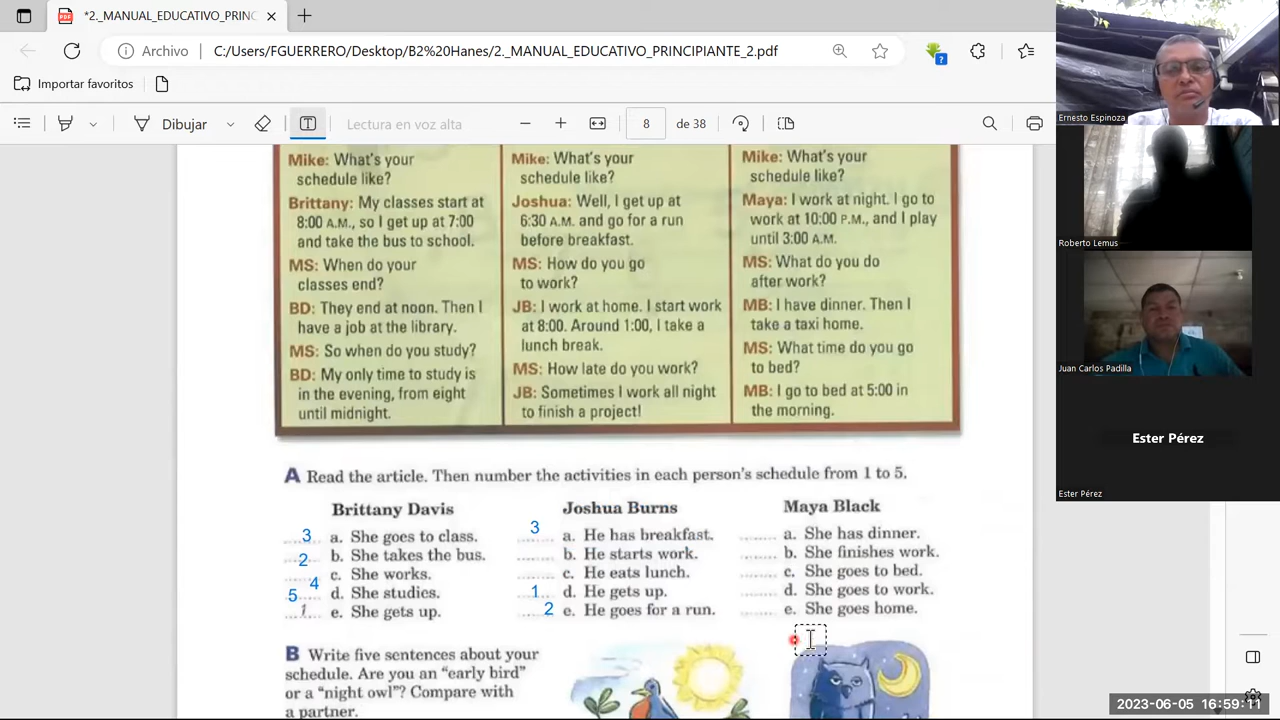 *2_MANUAL_EDUCATIVO_PRINC
Archivo
C:/Users/FGUERRERO/Desktop/B2%20Hanes/2._MANUAL_EDUCATIVO_PRINCIPIANTE_2.pdf
Importar favoritos
Dibujar
Lectura en voz alta
8
de 38
Mike: What's your
schedule like?
Brittany: My classes start at
8:00 A.M., so I get up at 7:00
and take the bus to school.
MS: When do your
classes end?
BD: They end at noon. Then I
have a job at the library.
MS: So when do you study?
BD: My only time to study is
in the evening, from eight
until midnight.
Mike: What's your
schedule like?
Joshua: Well, I get up at
6:30 A.M. and go for a run
before breakfast.
MS: How do you go
to work?
JB: I work at home. I start work
at 8:00. Around 1:00, I take a
lunch break.
MS: How late do you work?
JB: Sometimes I work all night
to finish a project!
Mike: What's your
schedule like?
Maya: I work at night. I go to
work at 10:00 P.M., and I play
until 3:00 A.M.
MS: What do you do
after work?
MB: I have dinner. Then I
take a taxi home.
MS: What time do you go
to bed?
MB: I go to bed at 5:00 in
the morning.
A Read the article. Then number the activities in each person's schedule from 1 to 5.
Brittany Davis
3 a. She goes to class.
2 b. She takes the bus.
4 c. She works.
5 d. She studies.
1 e. She gets up.
Joshua Burns
3 a. He has breakfast.
b. He starts work.
c. He eats lunch.
1 d. He gets up.
2 e. He goes for a run.
Maya Black
a. She has dinner.
b. She finishes work.
c. She goes to bed.
d. She goes to work.
e. She goes home.
B Write five sentences about your
schedule. Are you an "early bird"
or a "night owl"? Compare with
a partner.
Ernesto Espinoza
Roberto Lemus
Juan Carlos Padilla
Ester Pérez
Ester Pérez
2023-06-05 16:59:11